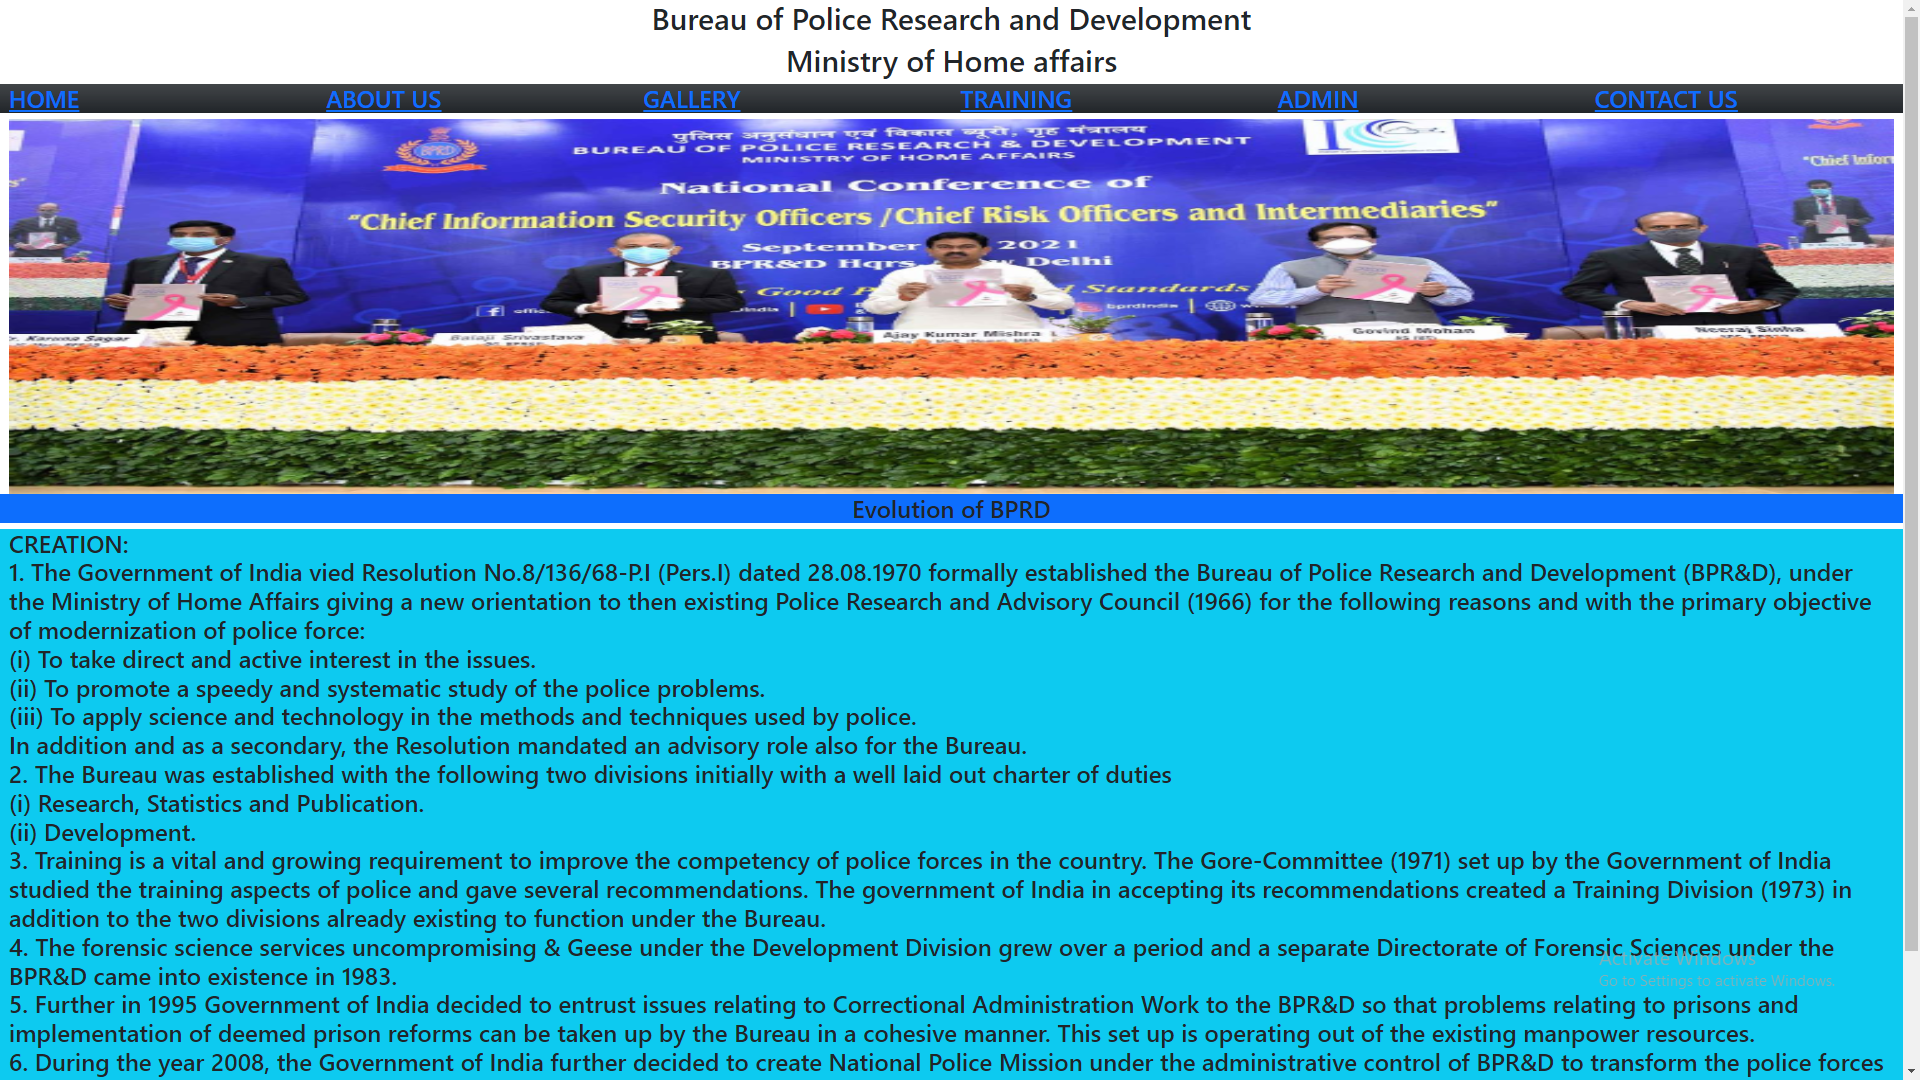 Bureau of Police Research and Development
Ministry of Home affairs
HOME ABOUT US GALLERY TRAINING ADMIN CONTACT US
पुलिस अनुसंधान एवं विकास ब्यूरो, गृह मंत्रालय
BPRD BUREAU OF POLICE RESEARCH & DEVELOPMENT
MINISTRY OF HOME AFFAIRS
National Conference of
"Chief Infor
"Chief Information Security Officers /Chief Risk Officers and Intermediaries"
September 2021
BPR&D Hqrs. Delhi
Good Standards
bprdindia
Karuna Sagar Balaji Srivastava Ajay Kumar Mishra Govind Mohan Neeraj Sinha
Evolution of BPRD
CREATION:
1. The Government of India vied Resolution No.8/136/68-P.I (Pers.I) dated 28.08.1970 formally established the Bureau of Police Research and Development (BPR&D), under
the Ministry of Home Affairs giving a new orientation to then existing Police Research and Advisory Council (1966) for the following reasons and with the primary objective
of modernization of police force:
(i) To take direct and active interest in the issues.
(ii) To promote a speedy and systematic study of the police problems.
(iii) To apply science and technology in the methods and techniques used by police.
In addition and as a secondary, the Resolution mandated an advisory role also for the Bureau.
2. The Bureau was established with the following two divisions initially with a well laid out charter of duties
(i) Research, Statistics and Publication.
(ii) Development.
3. Training is a vital and growing requirement to improve the competency of police forces in the country. The Gore-Committee (1971) set up by the Government of India
studied the training aspects of police and gave several recommendations. The government of India in accepting its recommendations created a Training Division (1973) in
addition to the two divisions already existing to function under the Bureau.
4. The forensic science services uncompromising & Geese under the Development Division grew over a period and a separate Directorate of Forensic Sciences under the
BPR&D came into existence in 1983.
Activate Windows
Go to Settings to activate Windows.
5. Further in 1995 Government of India decided to entrust issues relating to Correctional Administration Work to the BPR&D so that problems relating to prisons and
implementation of deemed prison reforms can be taken up by the Bureau in a cohesive manner. This set up is operating out of the existing manpower resources.
6. During the year 2008, the Government of India further decided to create National Police Mission under the administrative control of BPR&D to transform the police forces